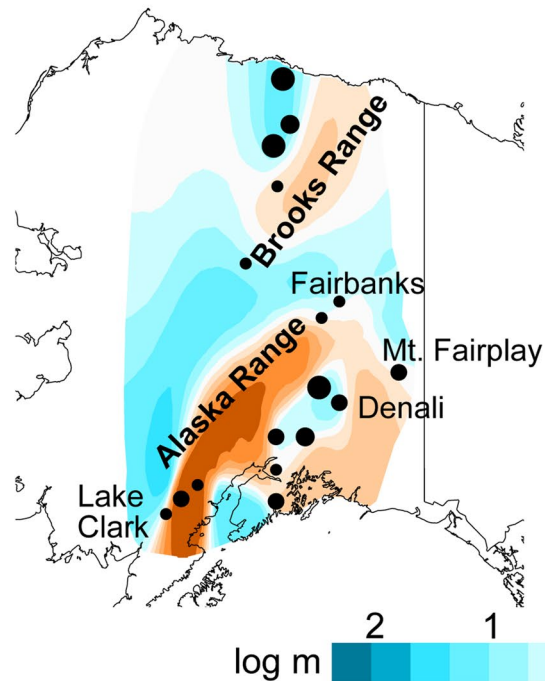 Brooks Range
Fairbanks
Mt. Fairplay
Alaska Range
Denali
Lake
Clark
2 1
log m